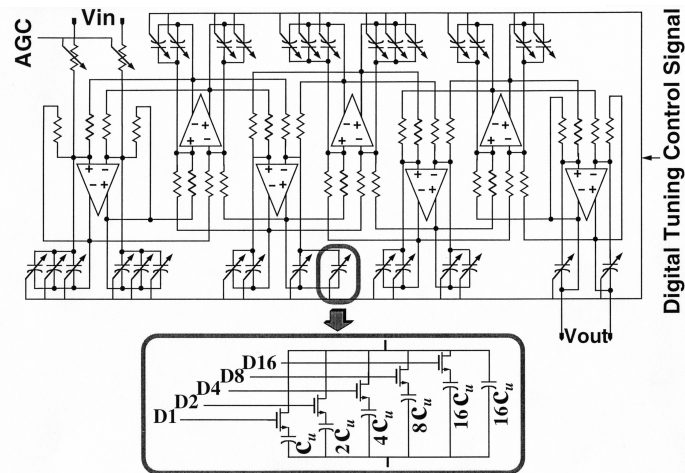 Vin
AGC
Digital Tuning Control Signal
Vout
D16
D8
D4
D2
D1
Cu
2Cu
4Cu
8Cu
16Cu
16Cu